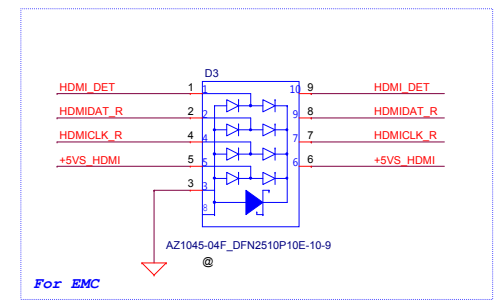 D3
HDMI_DET 1 1 10 9 HDMI_DET
HDMIDAT_R 2 2 9 8 HDMIDAT_R
HDMICLK_R 4 4 7 7 HDMICLK_R
+5VS_HDMI 5 5 6 6 +5VS_HDMI
3 3
8
AZ1045-04F_DFN2510P10E-10-9
@
For EMC